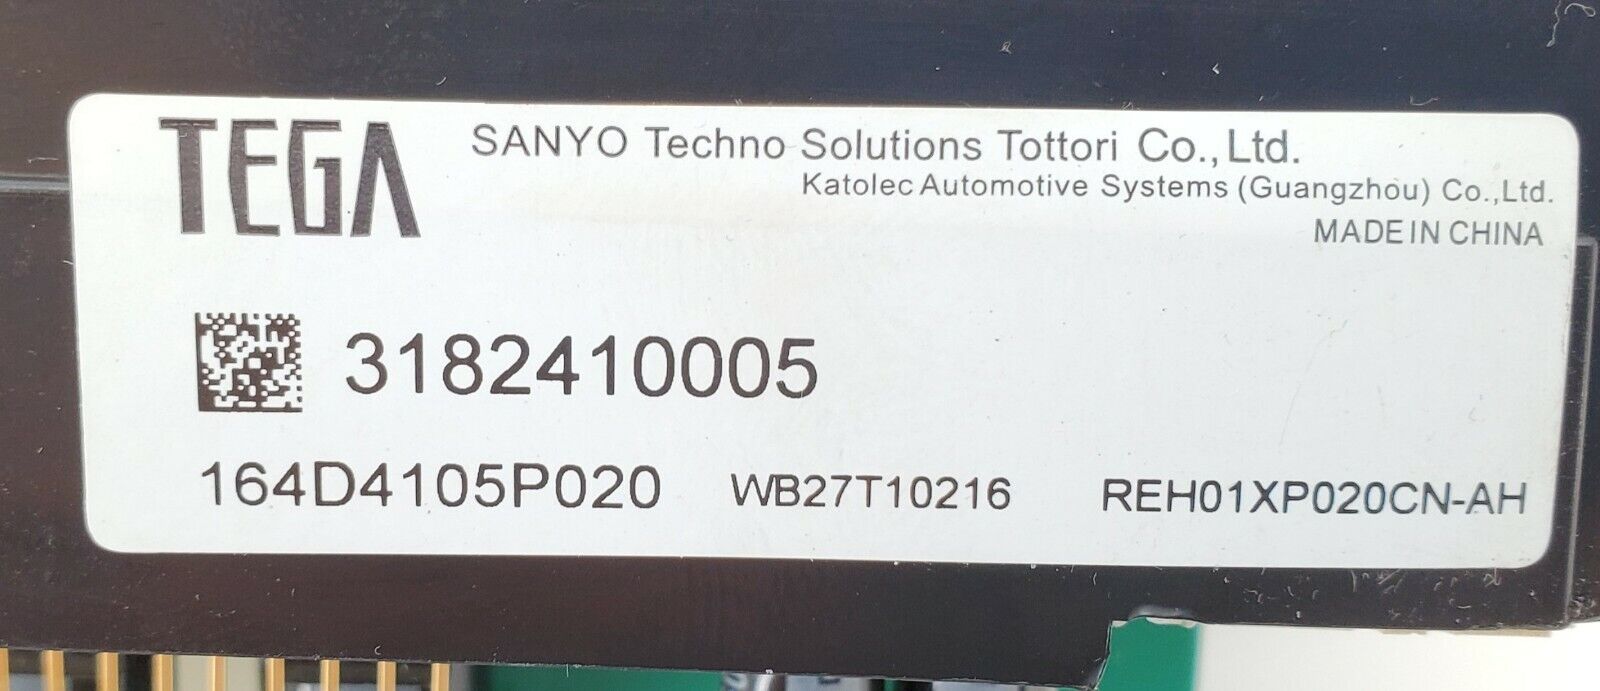 TEGA
SANYO Techno Solutions Tottori Co., Ltd.
Katolec Automotive Systems (Guangzhou) Co.,Ltd.
MADE IN CHINA
3182410005
164D4105P020 WB27T10216 REH01XP020CN-AH